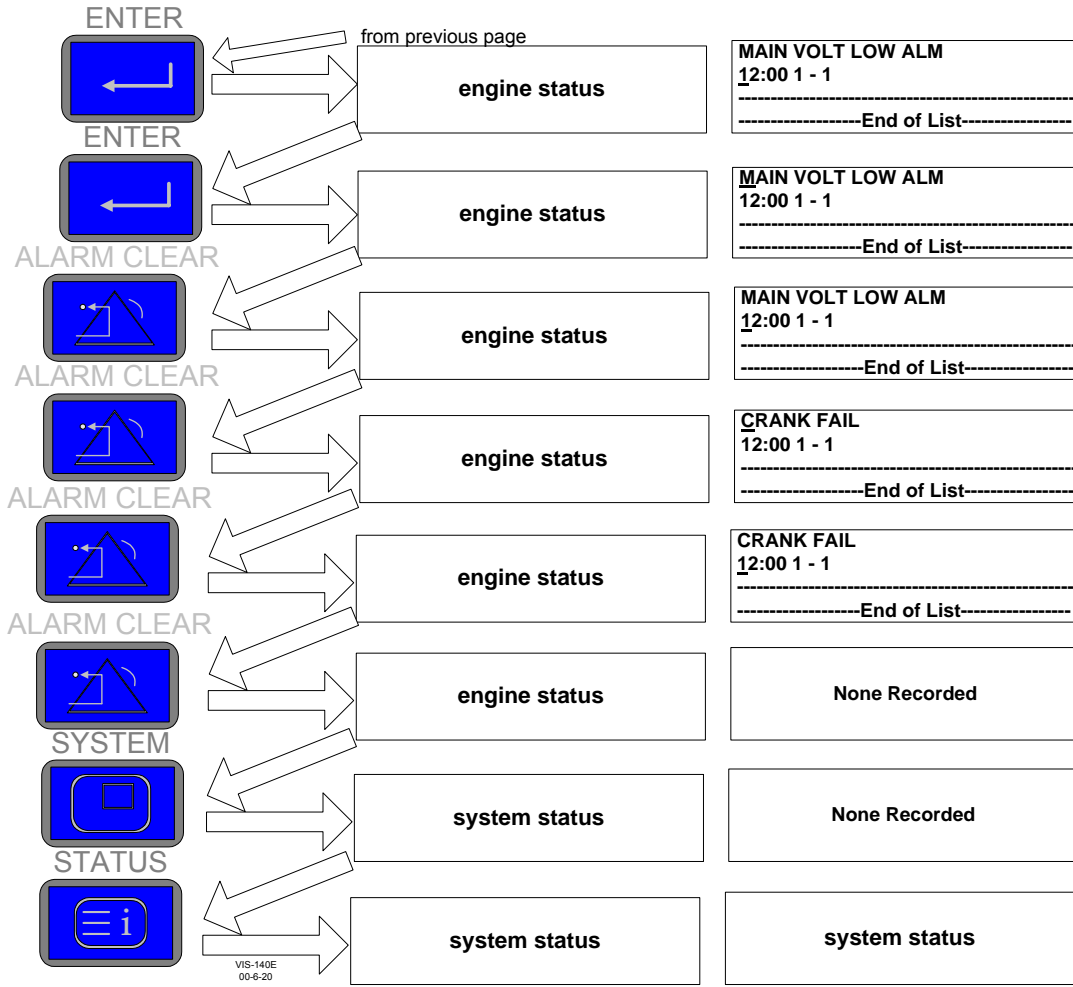 ENTER
from previous page
engine status
MAIN VOLT LOW ALM
12:00 1 - 1
----------------------------------------------------
-------------------End of List-----------------
ENTER
engine status
MAIN VOLT LOW ALM
12:00 1 - 1
----------------------------------------------------
-------------------End of List-----------------
ALARM CLEAR
engine status
MAIN VOLT LOW ALM
12:00 1 - 1
----------------------------------------------------
-------------------End of List-----------------
ALARM CLEAR
engine status
CRANK FAIL
12:00 1 - 1
----------------------------------------------------
-------------------End of List-----------------
ALARM CLEAR
engine status
CRANK FAIL
12:00 1 - 1
----------------------------------------------------
-------------------End of List-----------------
ALARM CLEAR
engine status
None Recorded
SYSTEM
system status
None Recorded
STATUS
i
system status
system status
VIS-140E
00-6-20